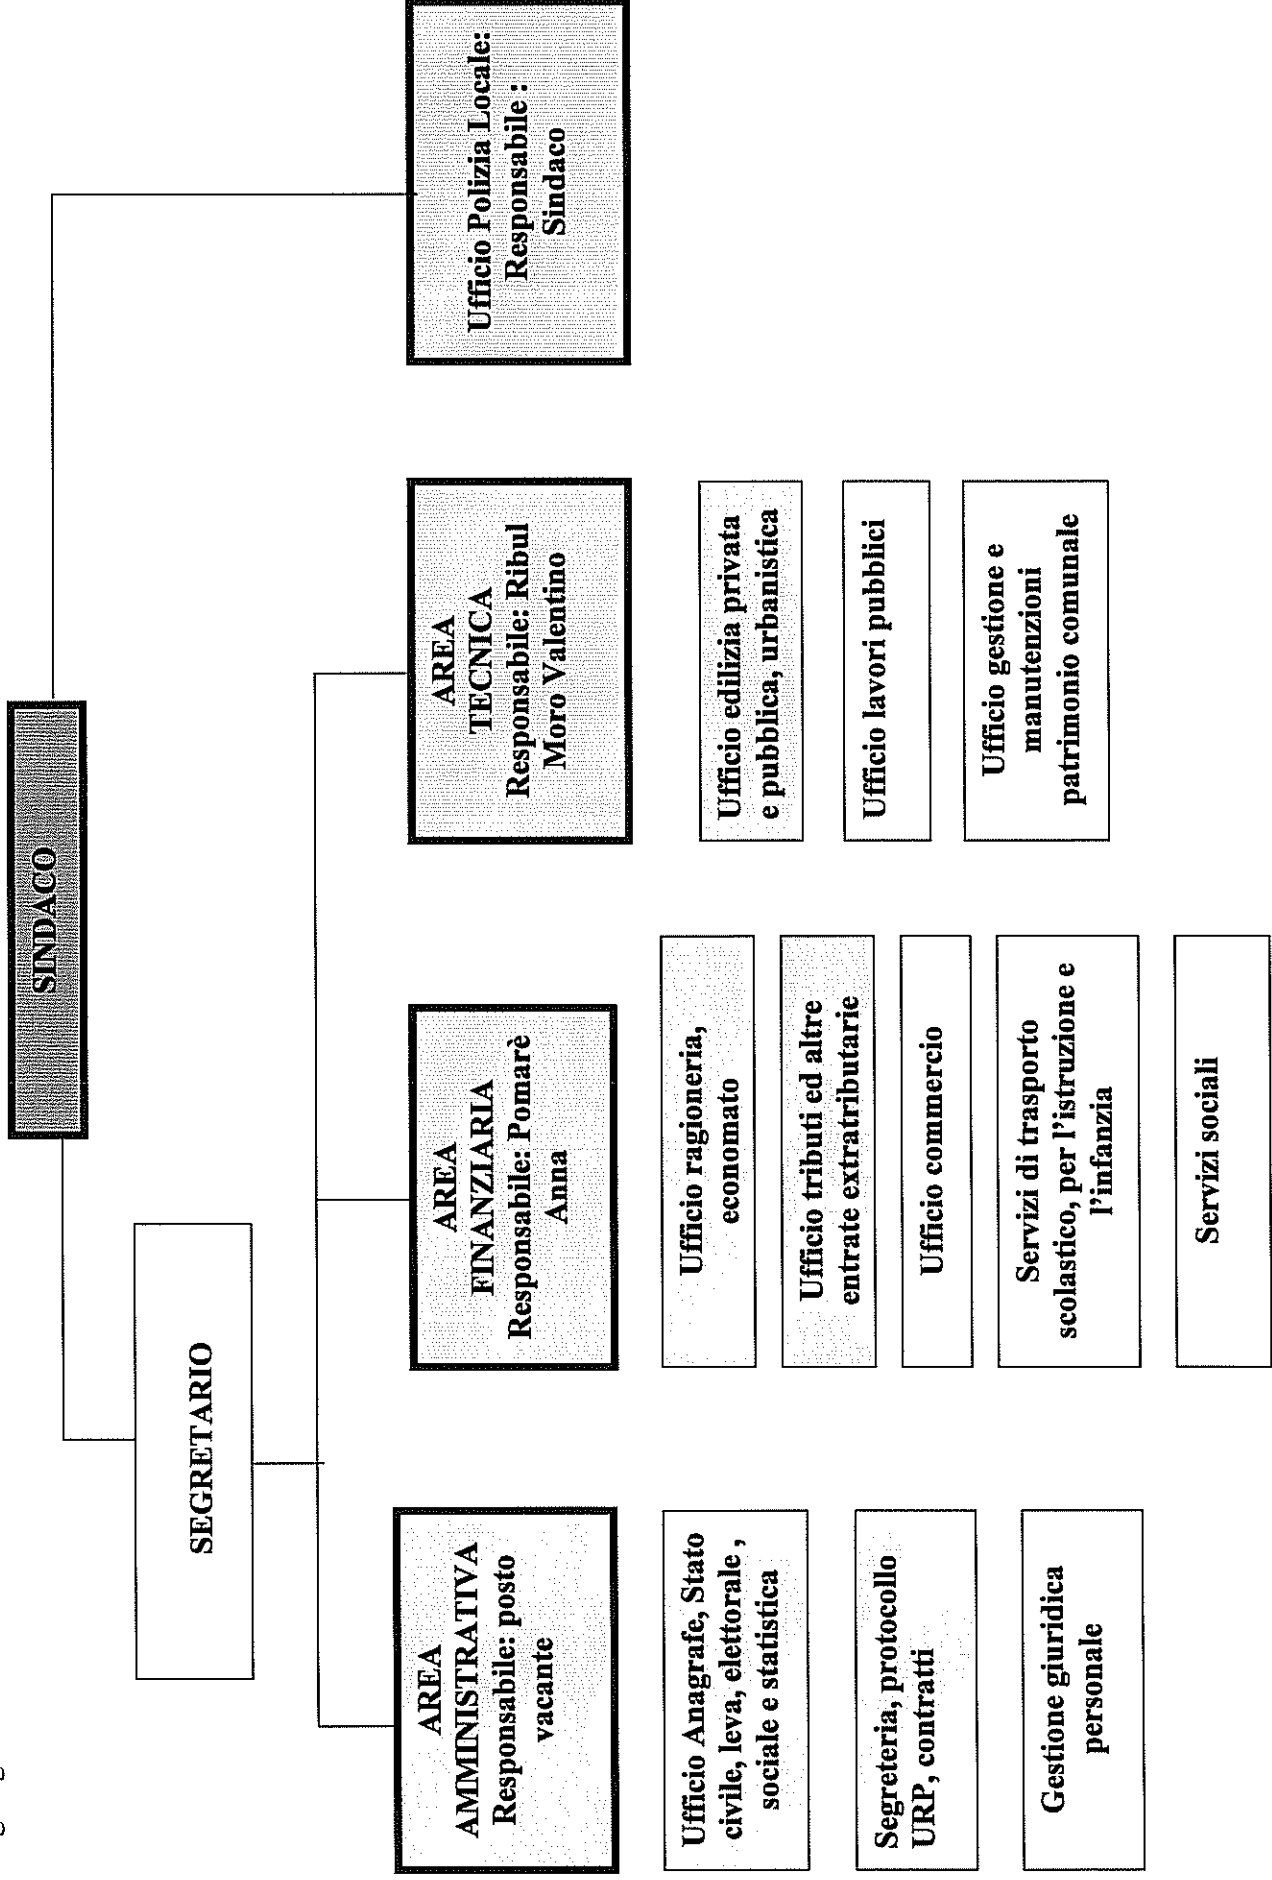 SINDACO
SEGRETARIO
AREA
AMMINISTRATIVA
Responsabile: posto
vacante
Ufficio Anagrafe, Stato
civile, leva, elettorale ,
sociale e statistica
Segreteria, protocollo
URP, contratti
Gestione giuridica
personale
AREA
FINANZIARIA
Responsabile: Pomarè
Anna
Ufficio ragioneria,
economato
Ufficio tributi ed altre
entrate extratributarie
Ufficio commercio
Servizi di trasporto
scolastico, per l'istruzione e
l'infanzia
Servizi sociali
AREA
TECNICA
Responsabile: Ribul
Moro Valentino
Ufficio edilizia privata
e pubblica, urbanistica
Ufficio lavori pubblici
Ufficio gestione e
manutenzioni
patrimonio comunale
Ufficio Polizia Locale:
Responsabile :
Sindaco